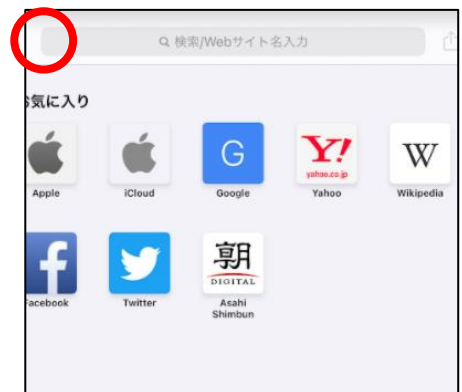 検索/Webサイト名入力
気に入り
Apple
iCloud
G
Google
Y!
yahoo.co.jp
Yahoo
W
Wikipedia
f
acebook
Twitter
朝
DIGITAL
Asahi
Shimbun